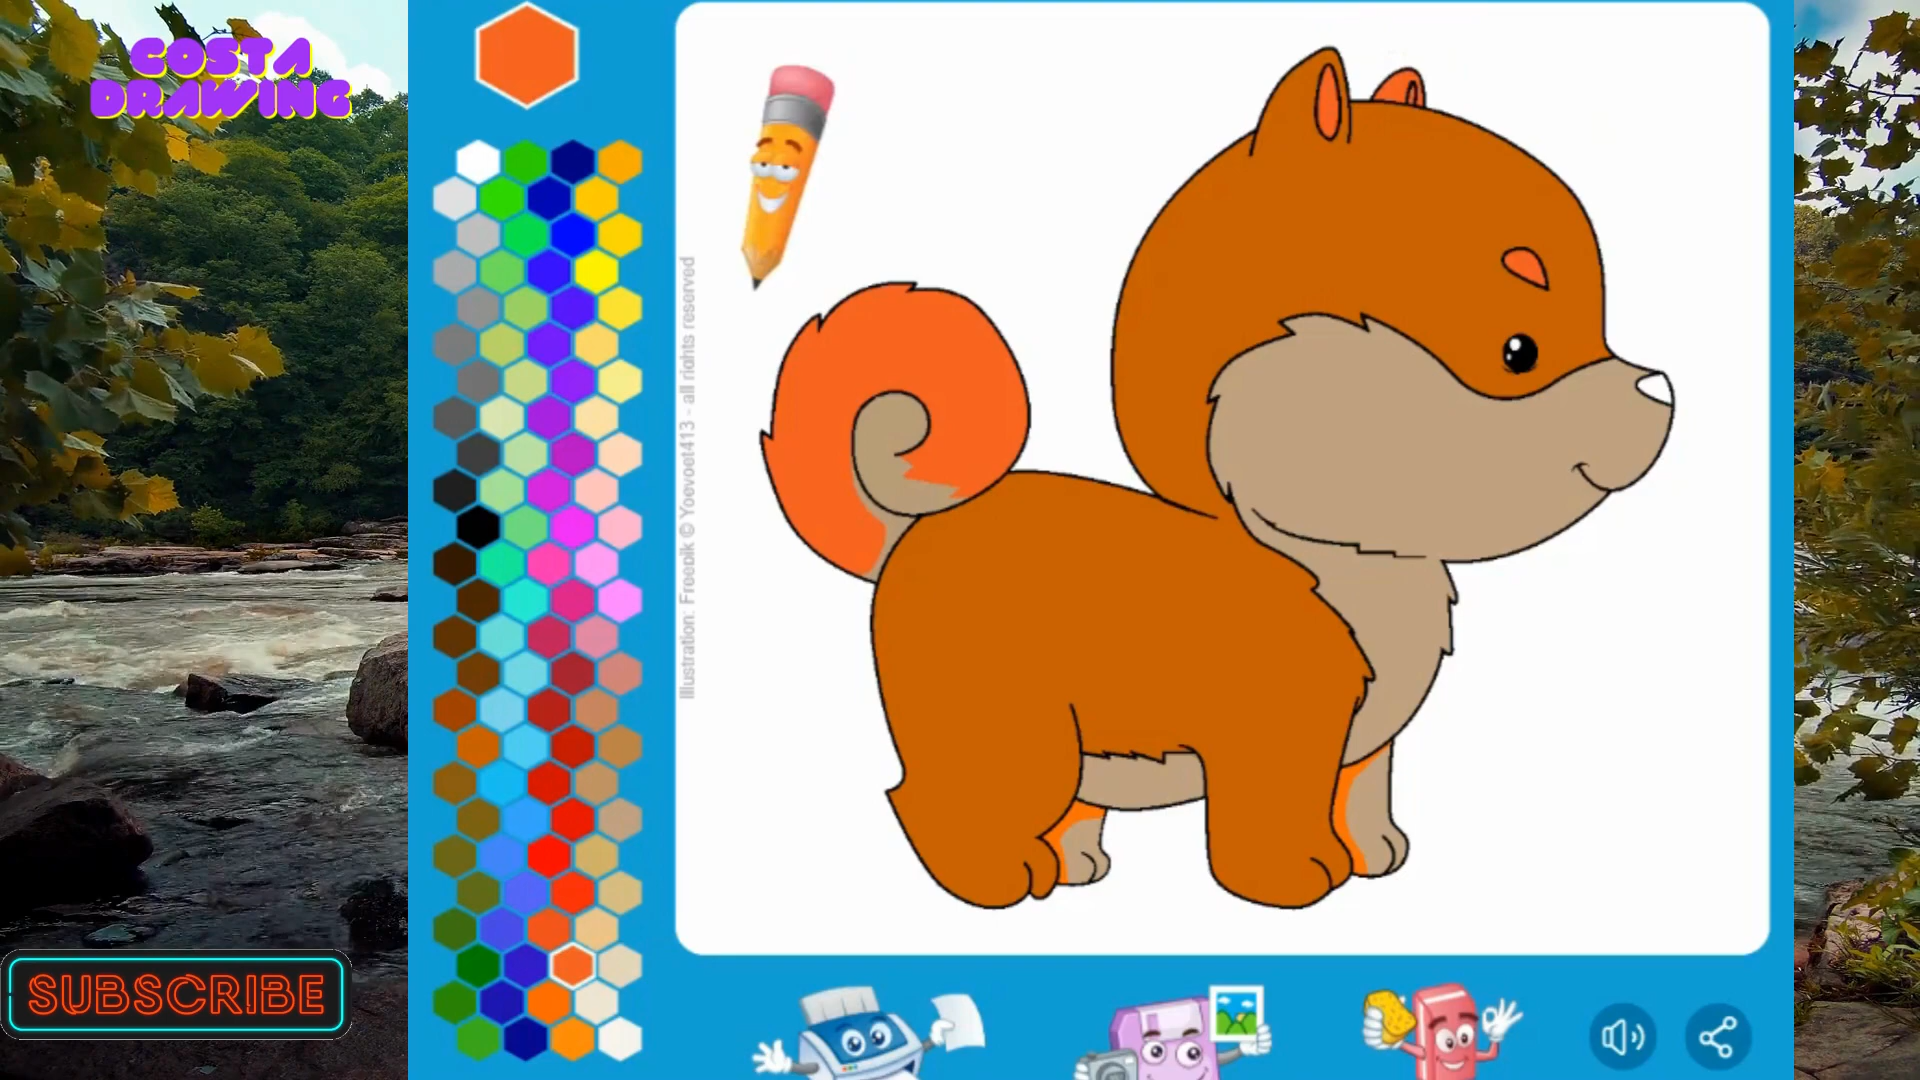 COSTA
DRAWING
Illustration: Freepik © Yoevoet413 - all rights reserved
SUBSCRIBE